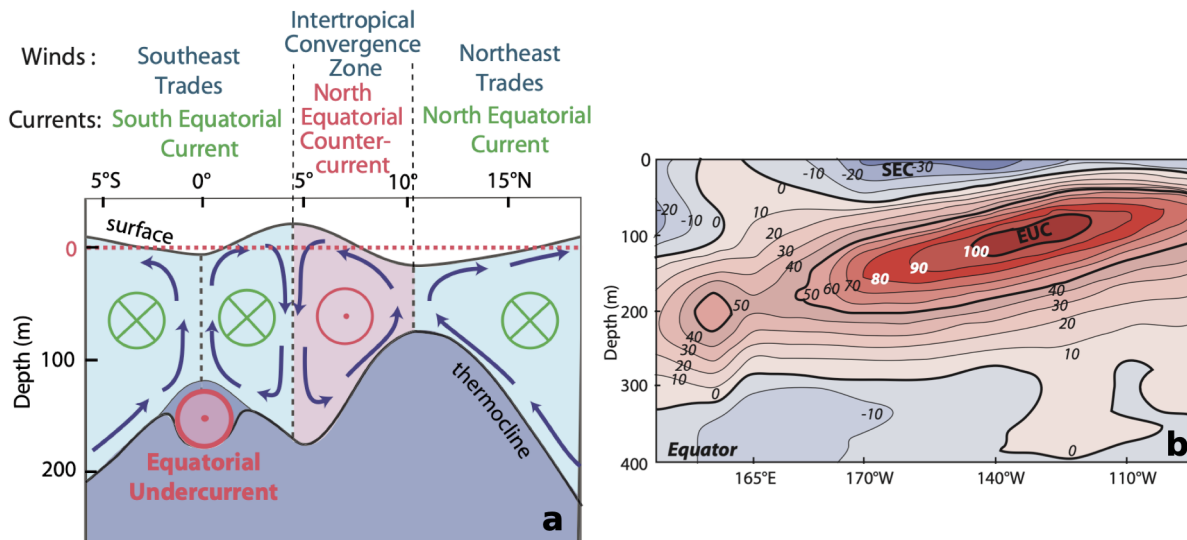 Winds :
Southeast
Trades
Intertropical
Convergence
Zone
Northeast
Trades
Currents:
South Equatorial
Current
North
Equatorial
Counter-
current
North Equatorial
Current
5°S
0°
5°
10°
15°N
surface
0
100
200
Depth (m)
thermocline
Equatorial
Undercurrent
a
0
100
200
300
400
Depth (m)
-10
0
-20
-10
0
-10
-20
SEC
-30
0
10
20
30
40
50
60
70
80
90
100
EUC
50
40
30
20
10
0
40
30
20
10
-10
0
Equator
b
165°E
170°W
140°W
110°W